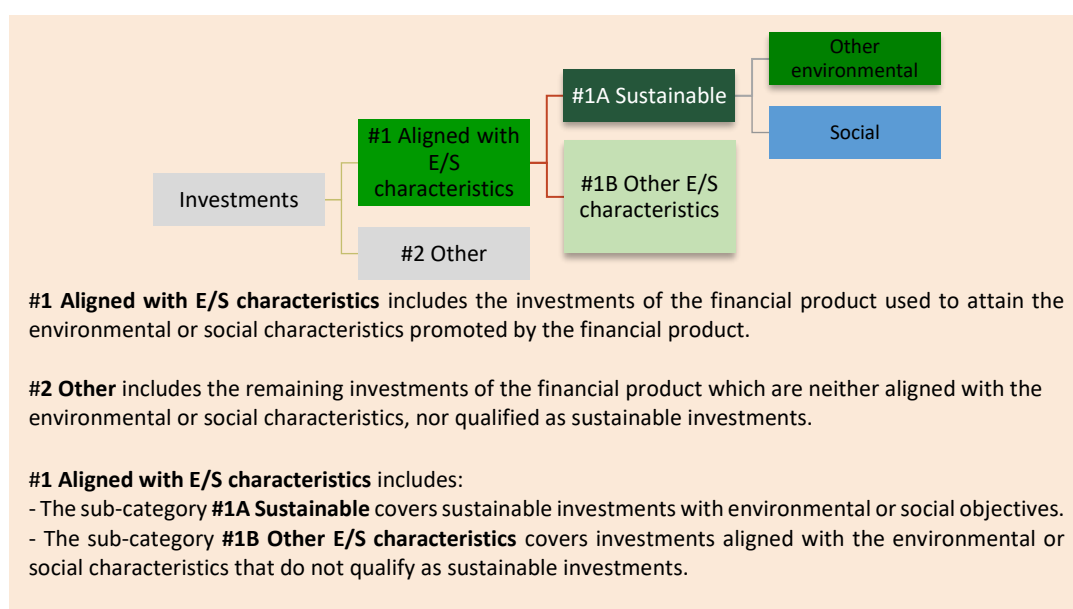 Other
environmental
#1A Sustainable
Social
#1 Aligned with
E/S
characteristics
#1B Other E/S
characteristics
Investments
#2 Other
#1 Aligned with E/S characteristics includes the investments of the financial product used to attain the
environmental or social characteristics promoted by the financial product.
#2 Other includes the remaining investments of the financial product which are neither aligned with the
environmental or social characteristics, nor qualified as sustainable investments.
#1 Aligned with E/S characteristics includes:
- The sub-category #1A Sustainable covers sustainable investments with environmental or social objectives.
- The sub-category #1B Other E/S characteristics covers investments aligned with the environmental or
social characteristics that do not qualify as sustainable investments.